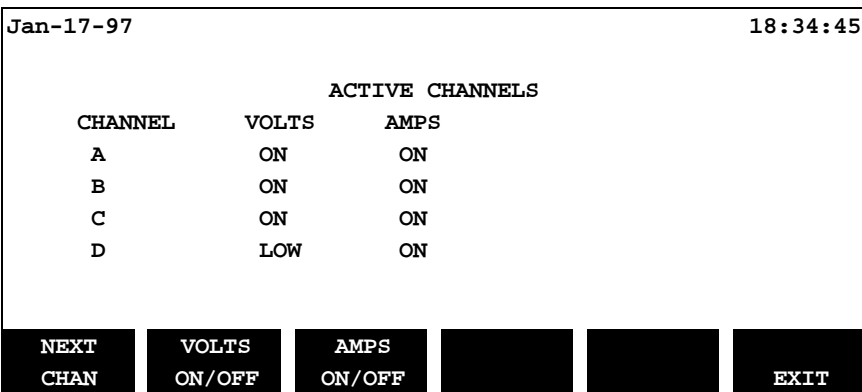 Jan-17-97 18:34:45
ACTIVE CHANNELS
CHANNEL VOLTS AMPS
A ON ON
B ON ON
C ON ON
D LOW ON
NEXT VOLTS AMPS
CHAN ON/OFF ON/OFF EXIT